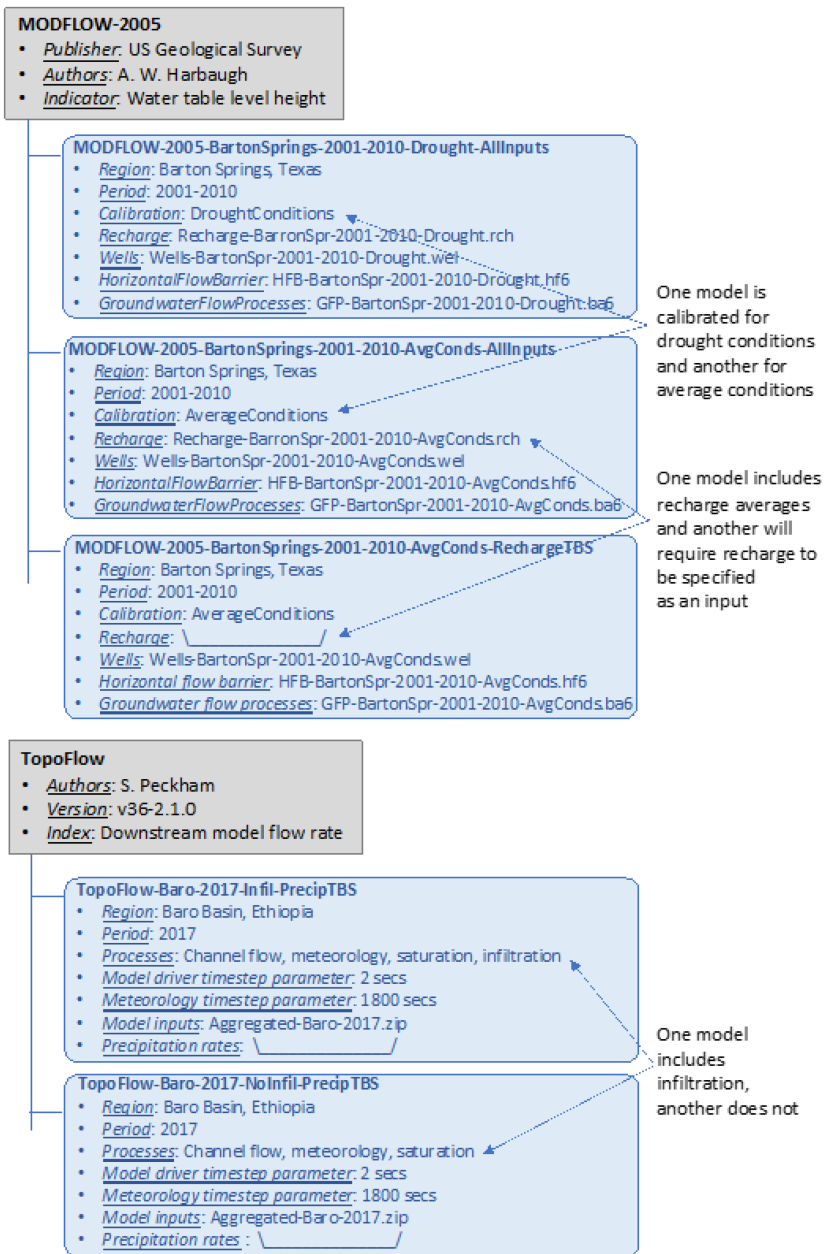 MODFLOW-2005
• Publisher: US Geological Survey
• Authors: A. W. Harbaugh
• Indicator: Water table level height
MODFLOW-2005-BartonSprings-2001-2010-Drought-AllInputs
• Region: Barton Springs, Texas
• Period: 2001-2010
• Calibration: DroughtConditions
• Recharge: Recharge-BarronSpr-2001-2010-Drought.rch
• Wells: Wells-BartonSpr-2001-2010-Drought.wel
• HorizontalFlowBarrier: HFB-BartonSpr-2001-2010-Drought.hf6
• GroundwaterFlowProcesses: GFP-BartonSpr-2001-2010-Drought.ba6
One model is
calibrated for
drought conditions
and another for
average conditions
MODFLOW-2005-BartonSprings-2001-2010-AvgConds-AllInputs
• Region: Barton Springs, Texas
• Period: 2001-2010
• Calibration: AverageConditions
• Recharge: Recharge-BarronSpr-2001-2010-AvgConds.rch
• Wells: Wells-BartonSpr-2001-2010-AvgConds.wel
• HorizontalFlowBarrier: HFB-BartonSpr-2001-2010-AvgConds.hf6
• GroundwaterFlowProcesses: GFP-BartonSpr-2001-2010-AvgConds.ba6
One model includes
recharge averages
and another will
require recharge to
be specified
as an input
MODFLOW-2005-BartonSprings-2001-2010-AvgConds-RechargeTBS
• Region: Barton Springs, Texas
• Period: 2001-2010
• Calibration: AverageConditions
• Recharge: \______________/
• Wells: Wells-BartonSpr-2001-2010-AvgConds.wel
• Horizontal flow barrier: HFB-BartonSpr-2001-2010-AvgConds.hf6
• Groundwater flow processes: GFP-BartonSpr-2001-2010-AvgConds.ba6
TopoFlow
• Authors: S. Peckham
• Version: v36-2.1.0
• Index: Downstream model flow rate
TopoFlow-Baro-2017-Infil-PrecipTBS
• Region: Baro Basin, Ethiopia
• Period: 2017
• Processes: Channel flow, meteorology, saturation, infiltration
• Model driver timestep parameter: 2 secs
• Meteorology timestep parameter: 1800 secs
• Model inputs: Aggregated-Baro-2017.zip
• Precipitation rates: \______________/
One model
includes
infiltration,
another does not
TopoFlow-Baro-2017-NoInfil-PrecipTBS
• Region: Baro Basin, Ethiopia
• Period: 2017
• Processes: Channel flow, meteorology, saturation
• Model driver timestep parameter: 2 secs
• Meteorology timestep parameter: 1800 secs
• Model inputs: Aggregated-Baro-2017.zip
• Precipitation rates : \______________/